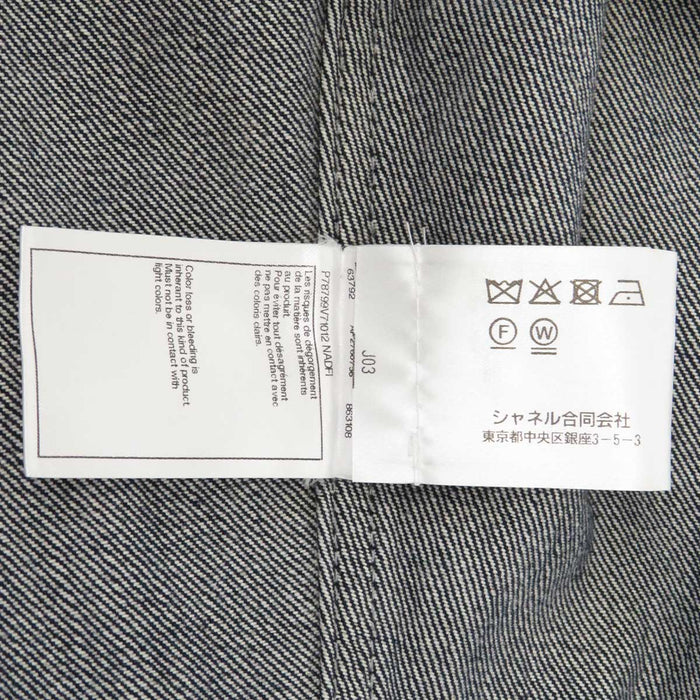 P78799V71012 NADFI
Les risques de dégorgement
de la matière sont inhérents
au produit.
Pour éviter tout désagrément
ne pas mettre en contact avec
des coloris clairs.
Color loss or bleeding is
inherant to this kind of product.
Must not be in contact with
light colors.
63792
863108
J03
F
W
シャネル合同会社
東京都中央区銀座3-5-3